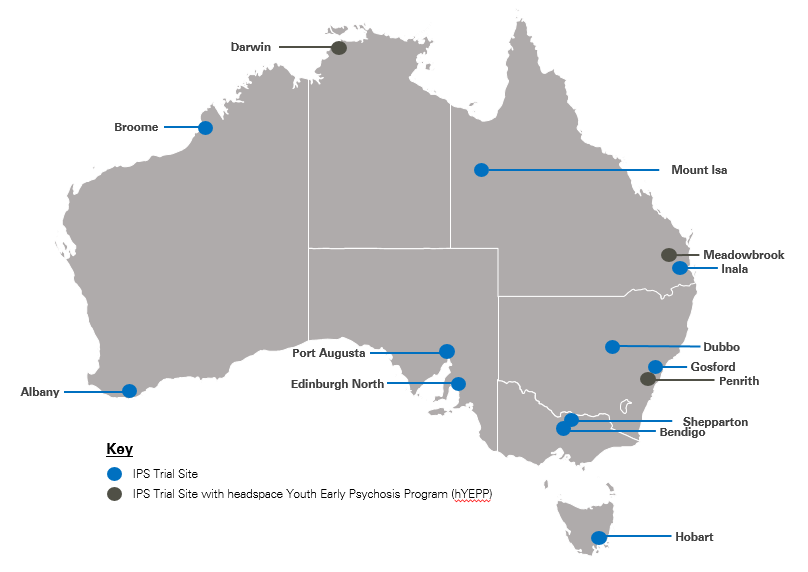 Darwin
Broome
Mount Isa
Meadowbrook
Inala
Dubbo
Port Augusta
Gosford
Penrith
Edinburgh North
Albany
Shepparton
Bendigo
Key
IPS Trial Site
IPS Trial Site with headspace Youth Early Psychosis Program (hYEPP)
Hobart